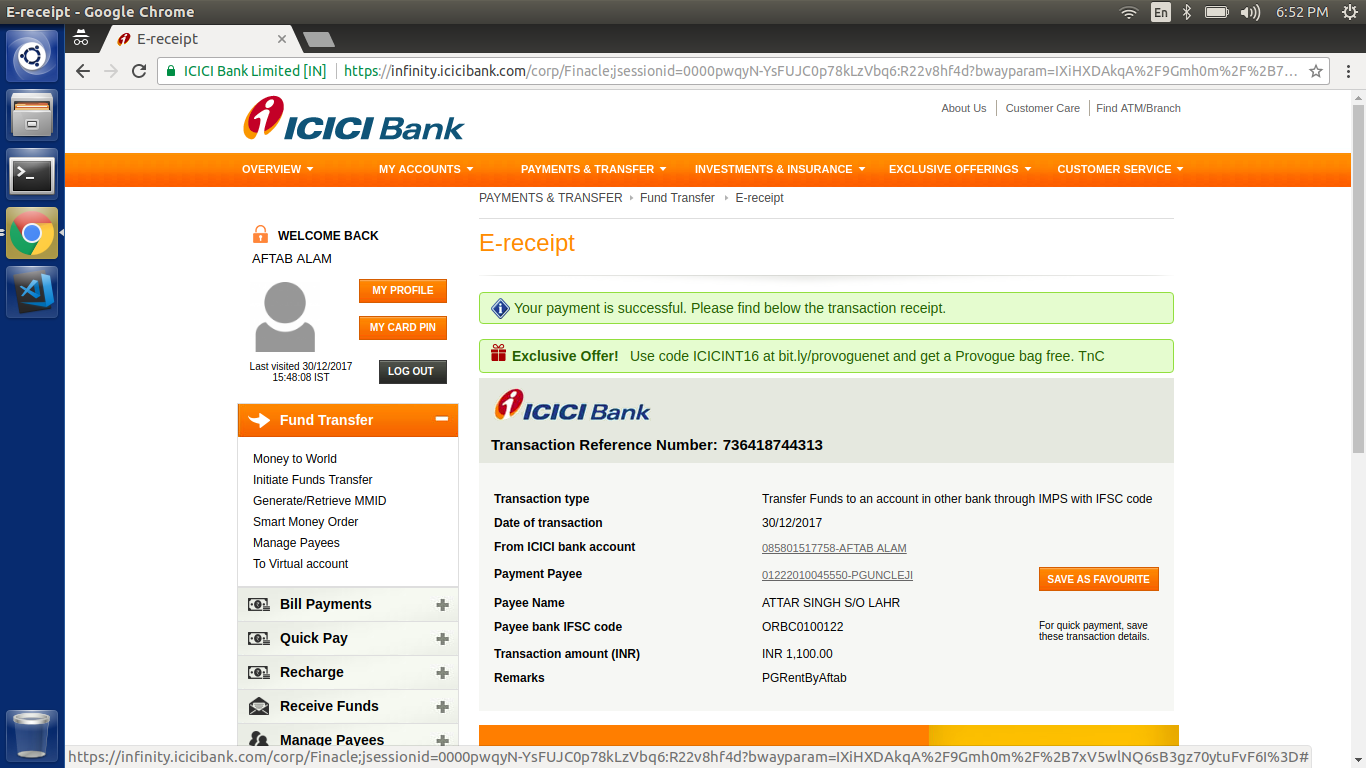 E-receipt - Google Chrome
En
6:52 PM
E-receipt
ICICI Bank Limited [IN]
https://infinity.icicibank.com/corp/Finacle;jsessionid=0000pwqyN-YsFUJC0p78kLzVbq6:R22v8hf4d?bwayparam=IXiHXDAkqA%2F9Gmh0m%2F%2B7...
ICICI Bank
About Us
Customer Care
Find ATM/Branch
OVERVIEW
MY ACCOUNTS
PAYMENTS & TRANSFER
INVESTMENTS & INSURANCE
EXCLUSIVE OFFERINGS
CUSTOMER SERVICE
PAYMENTS & TRANSFER
Fund Transfer
E-receipt
WELCOME BACK
AFTAB ALAM
MY PROFILE
MY CARD PIN
Last visited 30/12/2017
15:48:08 IST
LOG OUT
Fund Transfer
Money to World
Initiate Funds Transfer
Generate/Retrieve MMID
Smart Money Order
Manage Payees
To Virtual account
Bill Payments
Quick Pay
Recharge
Receive Funds
Manage Payees
E-receipt
Your payment is successful. Please find below the transaction receipt.
Exclusive Offer! Use code ICICINT16 at bit.ly/provoguenet and get a Provogue bag free. TnC
ICICI Bank
Transaction Reference Number: 736418744313
Transaction type Transfer Funds to an account in other bank through IMPS with IFSC code
Date of transaction 30/12/2017
From ICICI bank account 085801517758-AFTAB ALAM
Payment Payee 01222010045550-PGUNCLEJI
SAVE AS FAVOURITE
Payee Name ATTAR SINGH S/O LAHR
Payee bank IFSC code ORBC0100122
For quick payment, save
these transaction details.
Transaction amount (INR) INR 1,100.00
Remarks PGRentByAftab
https://infinity.icicibank.com/corp/Finacle;jsessionid=0000pwqyN-YsFUJC0p78kLzVbq6:R22v8hf4d?bwayparam=IXiHXDAkqA%2F9Gmh0m%2F%2B7xV5wlNQ6sB3gz70ytuFvF6I%3D#